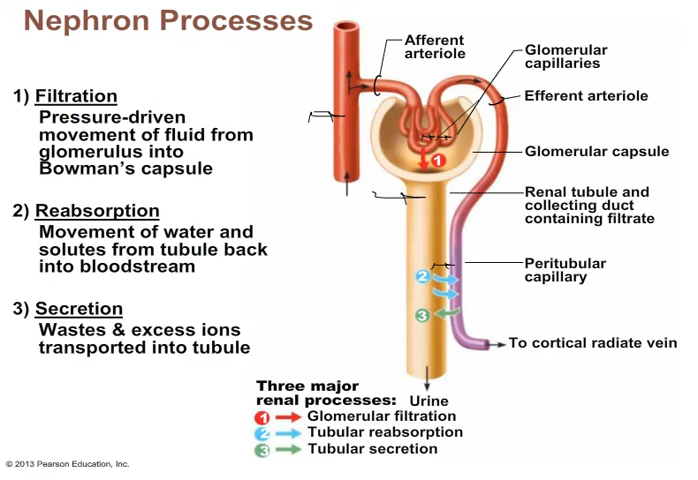 Nephron Processes
1) Filtration
Pressure-driven
movement of fluid from
glomerulus into
Bowman's capsule
2) Reabsorption
Movement of water and
solutes from tubule back
into bloodstream
3) Secretion
Wastes & excess ions
transported into tubule
Afferent
arteriole
Glomerular
capillaries
Efferent arteriole
Glomerular capsule
Renal tubule and
collecting duct
containing filtrate
Peritubular
capillary
To cortical radiate vein
1
2
3
Urine
Three major
renal processes:
1 Glomerular filtration
2 Tubular reabsorption
3 Tubular secretion
© 2013 Pearson Education, Inc.